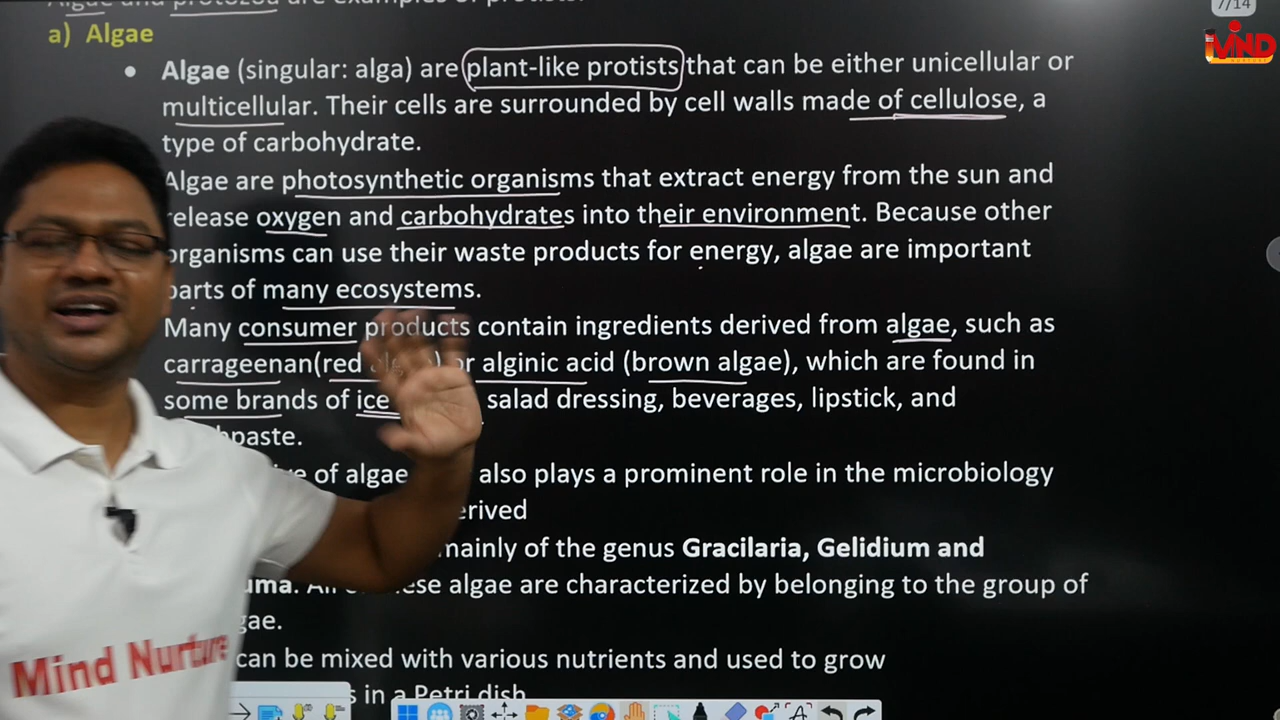 Algae and protozoa are examples of protists.
7/14
MIND
a) Algae
• Algae (singular: alga) are plant-like protists that can be either unicellular or
multicellular. Their cells are surrounded by cell walls made of cellulose, a
type of carbohydrate.
Algae are photosynthetic organisms that extract energy from the sun and
release oxygen and carbohydrates into their environment. Because other
organisms can use their waste products for energy, algae are important
parts of many ecosystems.
Many consumer products contain ingredients derived from algae, such as
carrageenan(red or alginic acid (brown algae), which are found in
some brands of ice salad dressing, beverages, lipstick, and
paste.
of algae also plays a prominent role in the microbiology
erived
mainly of the genus Gracilaria, Gelidium and
uma. these algae are characterized by belonging to the group of
gae.
can be mixed with various nutrients and used to grow
in a Petri dish
Mind Nurture